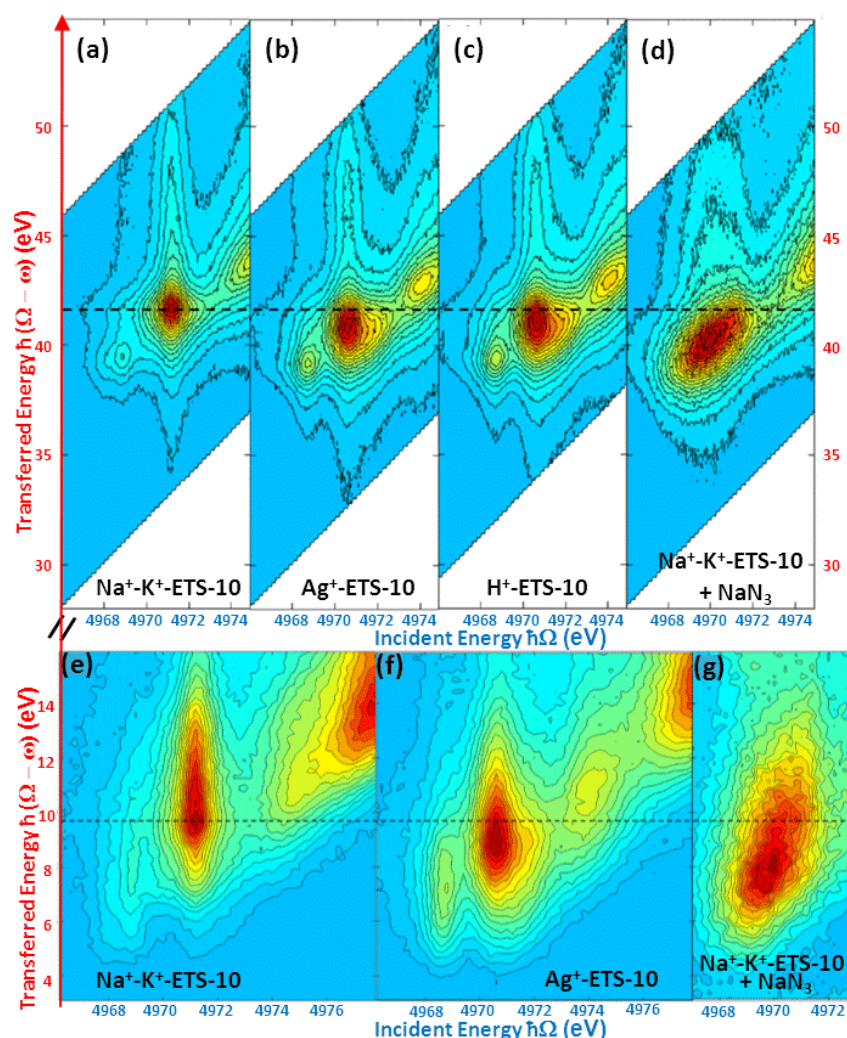 (a) (b) (c) (d)
50 50
45 45
40 40
35 35
30 30
Transferred Energy ħ (Ω − ω) (eV)
Na⁺-K⁺-ETS-10 Ag⁺-ETS-10 H⁺-ETS-10 Na⁺-K⁺-ETS-10
+ NaN₃
4968 4970 4972 4974 4968 4970 4972 4974 4968 4970 4972 4974 4968 4970 4972 4974
Incident Energy ħΩ (eV)
(e) (f) (g)
14
12
10
8
6
4
Transferred Energy ħ (Ω − ω) (eV)
Na⁺-K⁺-ETS-10 Ag⁺-ETS-10 Na⁺-K⁺-ETS-10
+ NaN₃
4968 4970 4972 4974 4976 4968 4970 4972 4974 4976 4968 4970 4972
Incident Energy ħΩ (eV)